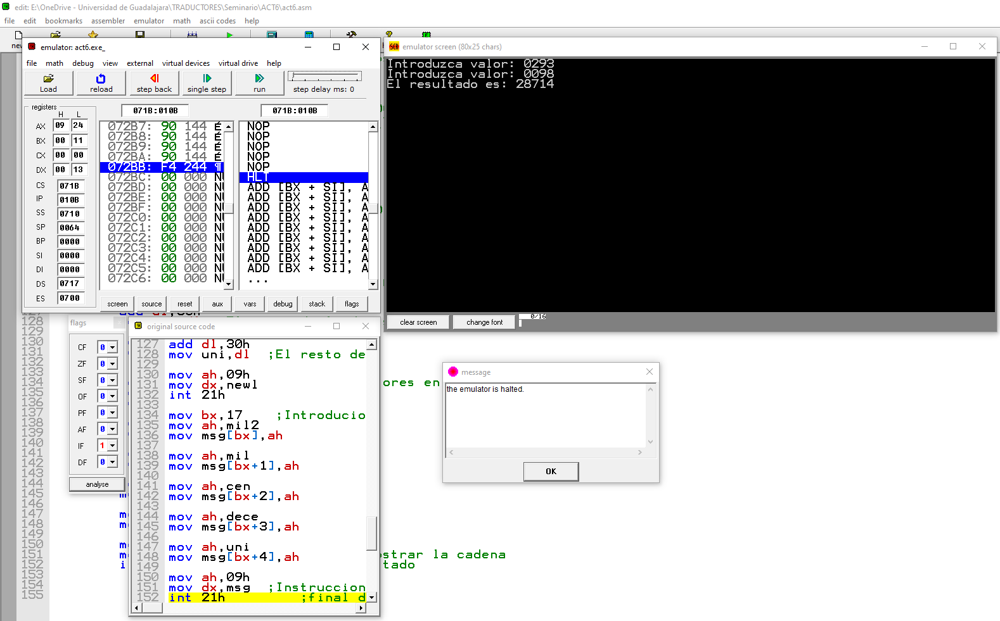 edit: E:\OneDrive - Universidad de Guadalajara\TRADUCTORES\Seminario\ACT6\act6.asm
file edit bookmarks assembler emulator math ascii codes help
new
emulator: act6.exe_
file math debug view external virtual devices virtual drive help
Load reload step back single step run step delay ms: 0
registers
H L
AX 09 24
BX 00 11
CX 00 00
DX 00 13
CS 071B
IP 010B
SS 0710
SP 0064
BP 0000
SI 0000
DI 0000
DS 0717
ES 0700
071B:010B 071B:010B
072B7: 90 144 É NOP
072B8: 90 144 É NOP
072B9: 90 144 É NOP
072BA: 90 144 É NOP
072BB: F4 244 ¶ NOP
072BC: 00 000 NU HLT
072BD: 00 000 NU ADD [BX + SI], A
072BE: 00 000 NU ADD [BX + SI], A
072BF: 00 000 NU ADD [BX + SI], A
072C0: 00 000 NU ADD [BX + SI], A
072C1: 00 000 NU ADD [BX + SI], A
072C2: 00 000 NU ADD [BX + SI], A
072C3: 00 000 NU ADD [BX + SI], A
072C4: 00 000 NU ADD [BX + SI], A
072C5: 00 000 NU ADD [BX + SI], A
072C6: 00 000 NU ...
screen source reset aux vars debug stack flags
emulator screen (80x25 chars)
Introduzca valor: 0293
Introduzca valor: 0098
El resultado es: 28714
clear screen change font 0/16
flags
CF 0
ZF 0
SF 0
OF 0
PF 0
AF 0
IF 1
DF 0
analyse
original source code
127 add dl,30h
128 mov uni,dl ;El resto de
129
130 mov ah,09h
131 mov dx,newl
132 int 21h
133
134 mov bx,17 ;Introducio
135 mov ah,mil2
136 mov msg[bx],ah
137
138 mov ah,mil
139 mov msg[bx+1],ah
140
141 mov ah,cen
142 mov msg[bx+2],ah
143
144 mov ah,dece
145 mov msg[bx+3],ah
146
147 mov ah,uni
148 mov msg[bx+4],ah
149
150 mov ah,09h
151 mov dx,msg ;Instruccion
152 int 21h ;final d
message
the emulator is halted.
OK
128
129
130
131
132
133
134 ores en
135
136
137
138
139
140
141
142
143
144
145
146
147
148
149
150
151 strar la cadena
152 tado
153
154
155